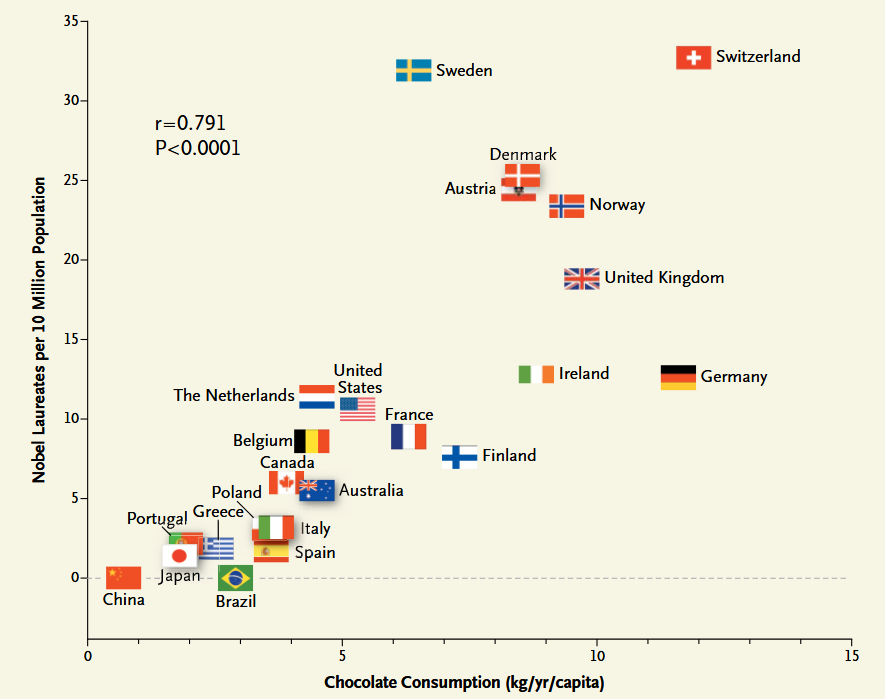 35
Sweden
Switzerland
30
r=0.791
P<0.0001
Denmark
25
Austria
Norway
20
United Kingdom
15
United
States
Ireland
Germany
The Netherlands
10
France
Belgium
Finland
Canada
5
Australia
Poland
Greece
Portugal
Italy
Spain
Japan
0
China
Brazil
Nobel Laureates per 10 Million Population
0
5
10
15
Chocolate Consumption (kg/yr/capita)